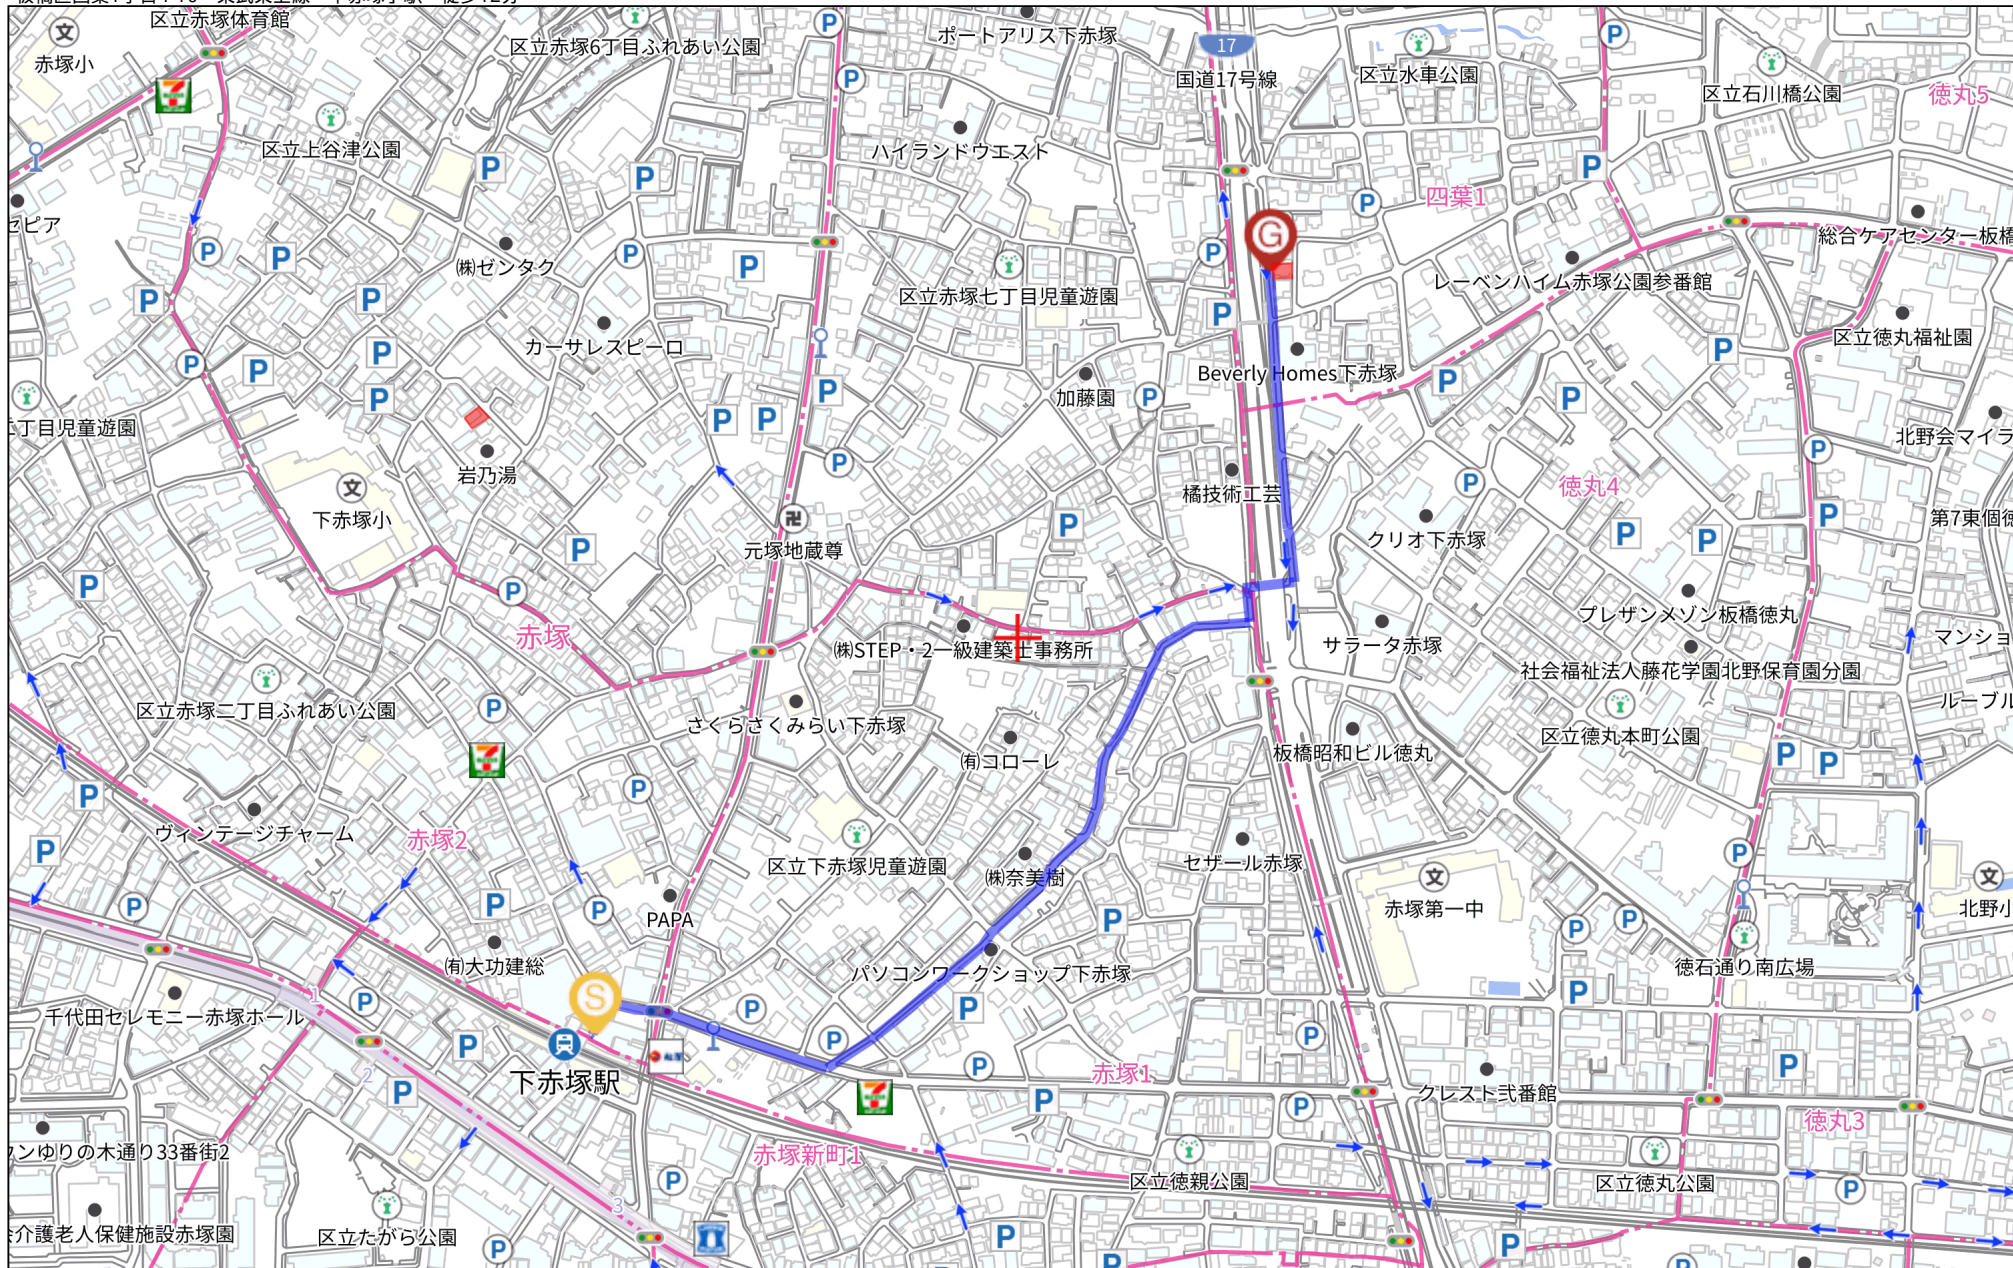 区立赤塚体育館
赤塚小
区立赤塚6丁目ふれあい公園
ポートアリス下赤塚
17
国道17号線
区立水車公園
区立石川橋公園
徳丸5
区立上谷津公園
ハイランドウエスト
四葉1
セピア
総合ケアセンター板橋
㈱ゼンタク
G
レーベンハイム赤塚公園参番館
区立赤塚七丁目児童遊園
カーサレスピーロ
区立徳丸福祉園
Beverly Homes下赤塚
加藤園
二丁目児童遊園
北野会マイラ
岩乃湯
橘技術工芸
徳丸4
下赤塚小
第7東個徳
クリオ下赤塚
元塚地蔵尊
プレザンメゾン板橋徳丸
赤塚
㈱STEP・2一級建築士事務所
サラータ赤塚
マンショ
社会福祉法人藤花学園北野保育園分園
区立赤塚二丁目ふれあい公園
さくらさくみらい下赤塚
ルーブル
区立徳丸本町公園
㈲コローレ
板橋昭和ビル徳丸
ヴィンテージチャーム
赤塚2
区立下赤塚児童遊園
セザール赤塚
㈱奈美樹
赤塚第一中
北野小
PAPA
㈲大功建総
パソコンワークショップ下赤塚
徳石通り南広場
S
1
千代田セレモニー赤塚ホール
2
下赤塚駅
赤塚1
クレスト弐番館
徳丸3
ンゆりの木通り33番街2
赤塚新町1
区立徳親公園
区立徳丸公園
3
介護老人保健施設赤塚園
区立たがら公園